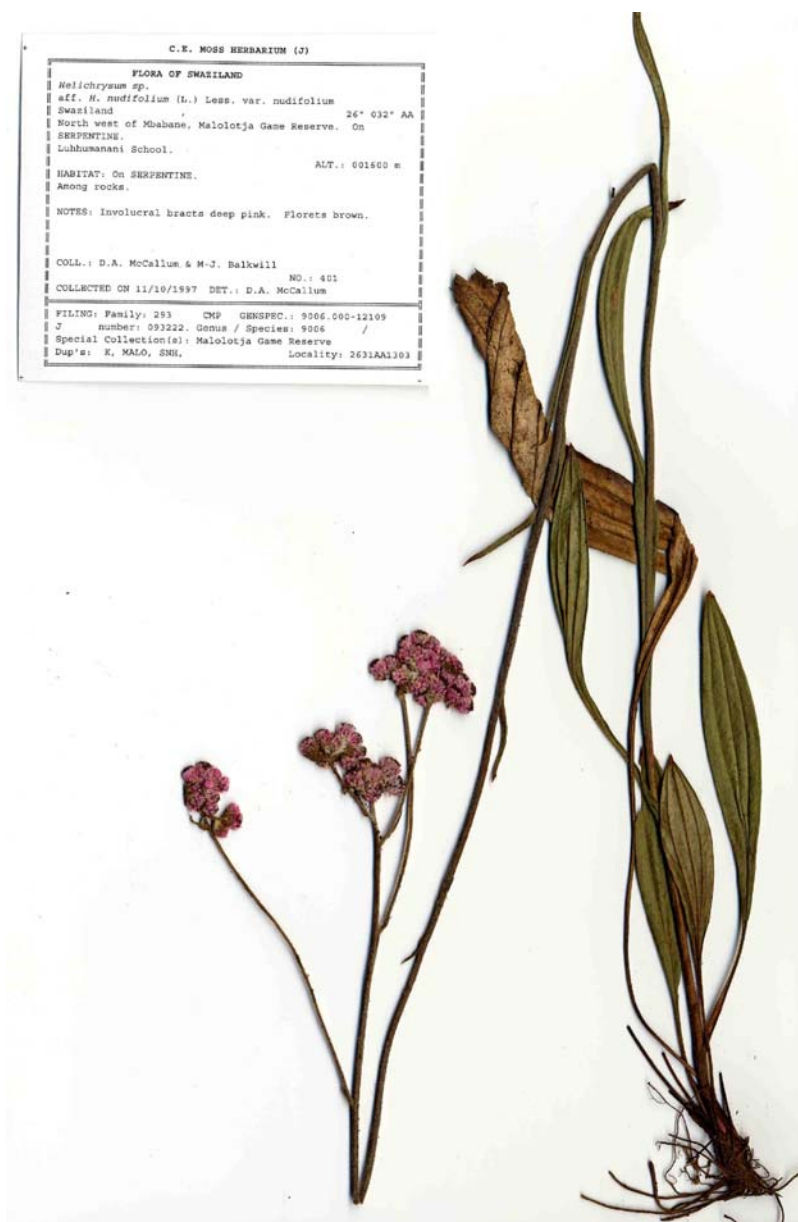 C.E. MOSS HERBARIUM (J)
FLORA OF SWAZILAND
Helichrysum sp.
aff. H. nudifolium (L.) Less. var. nudifolium
Swaziland , 26° 032° AA
North west of Mbabane, Malolotja Game Reserve. On
SERPENTINE.
Luhhumanani School.
ALT.: 001600 m
HABITAT: On SERPENTINE.
Among rocks.
NOTES: Involucral bracts deep pink. Florets brown.
COLL.: D.A. McCallum & M-J. Balkwill
NO.: 401
COLLECTED ON 11/10/1997 DET.: D.A. McCallum
FILING: Family: 293 CMP GENSPEC.: 9006.000-12109
J number: 093222. Genus / Species: 9006 /
Special Collection(s): Malolotja Game Reserve
Dup's: K, MALO, SNH, Locality: 2631AA1303